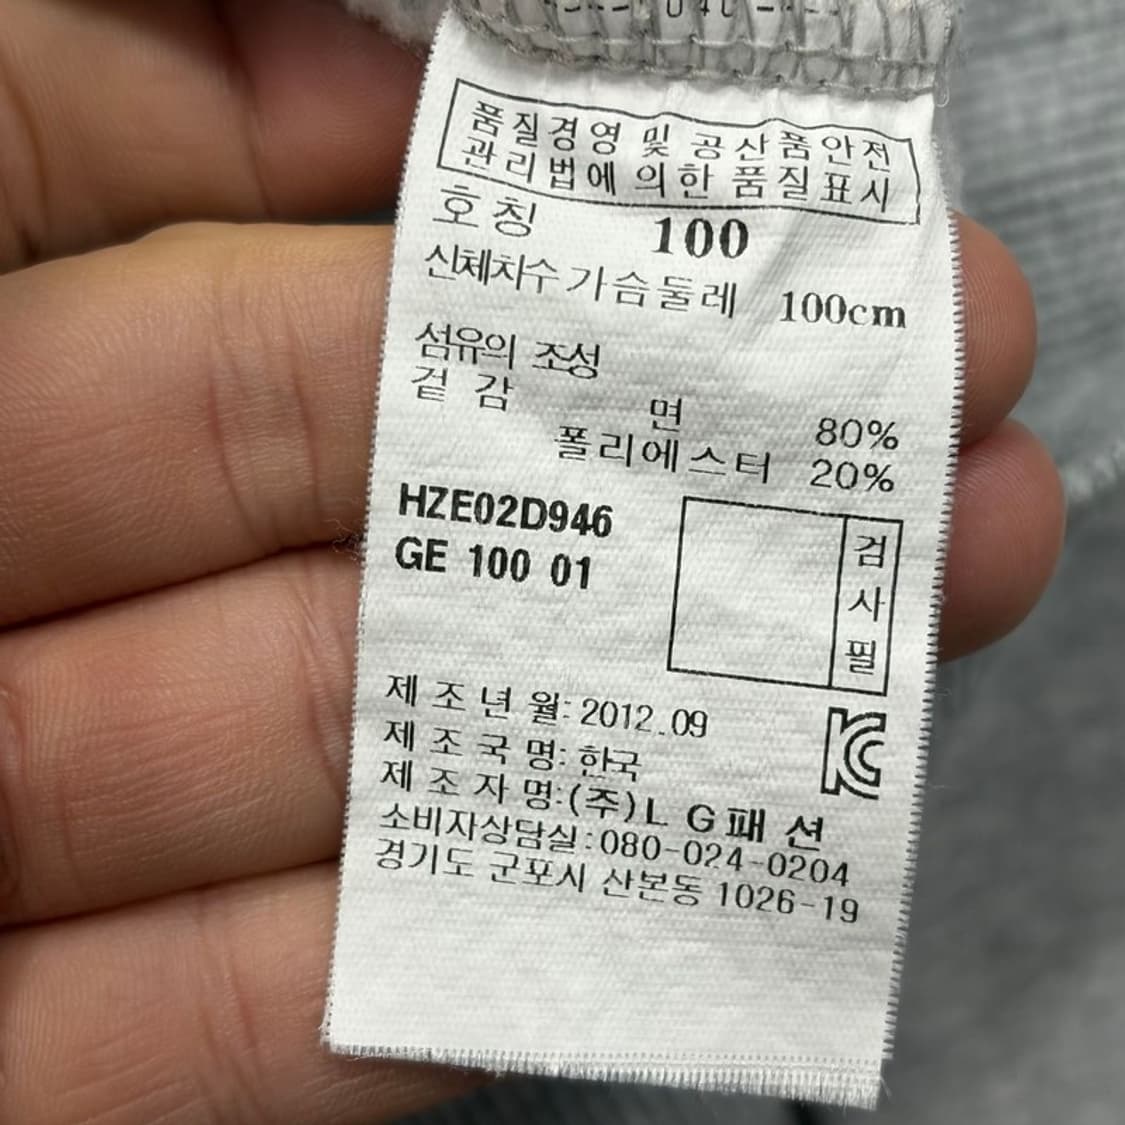 품질경영 및 공산품안전
관리법에 의한 품질표시
호칭 100
신체치수 가슴둘레 100cm
섬유의 조성
겉감 면 80%
폴리에스터 20%
HZE02D946
GE 100 01
검사필
제조년월: 2012.09
제조국명: 한국
제조자명:(주)LG패션
소비자상담실:080-024-0204
경기도 군포시 산본동 1026-19